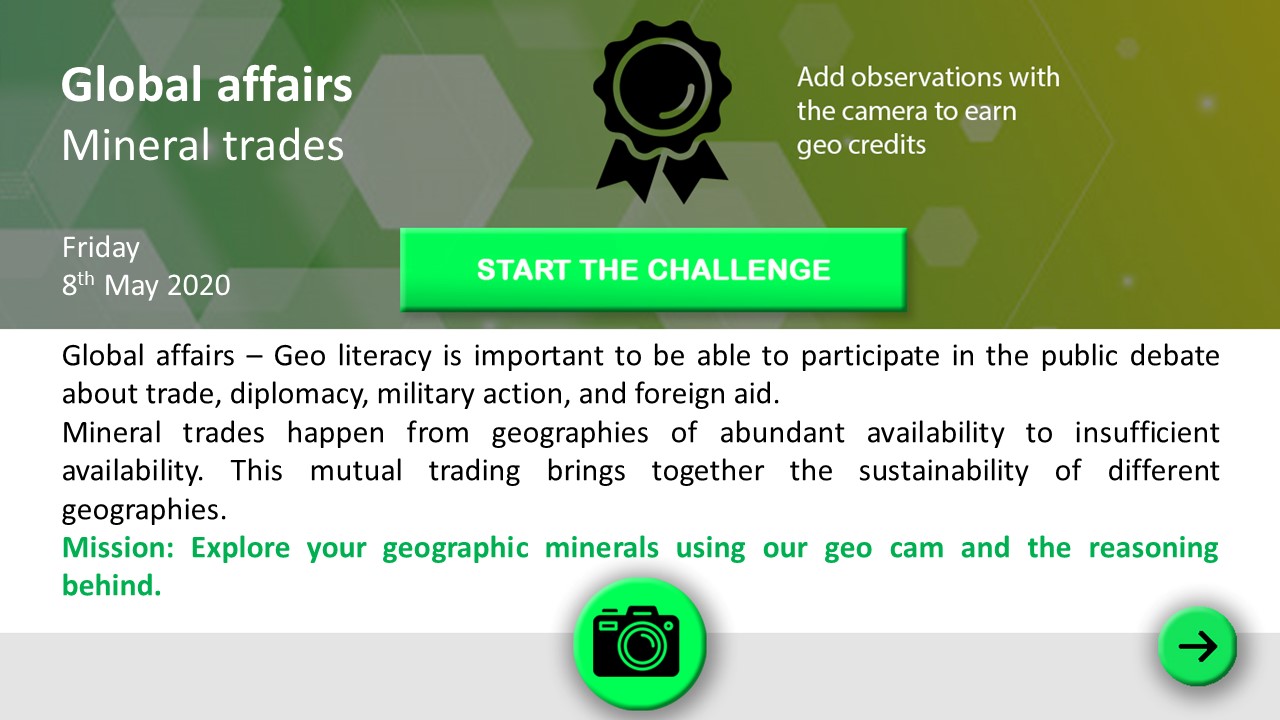 Global affairs
Mineral trades
Add observations with
the camera to earn
geo credits
Friday
8th May 2020
START THE CHALLENGE
Global affairs – Geo literacy is important to be able to participate in the public debate
about trade, diplomacy, military action, and foreign aid.
Mineral trades happen from geographies of abundant availability to insufficient
availability. This mutual trading brings together the sustainability of different
geographies.
Mission: Explore your geographic minerals using our geo cam and the reasoning
behind.